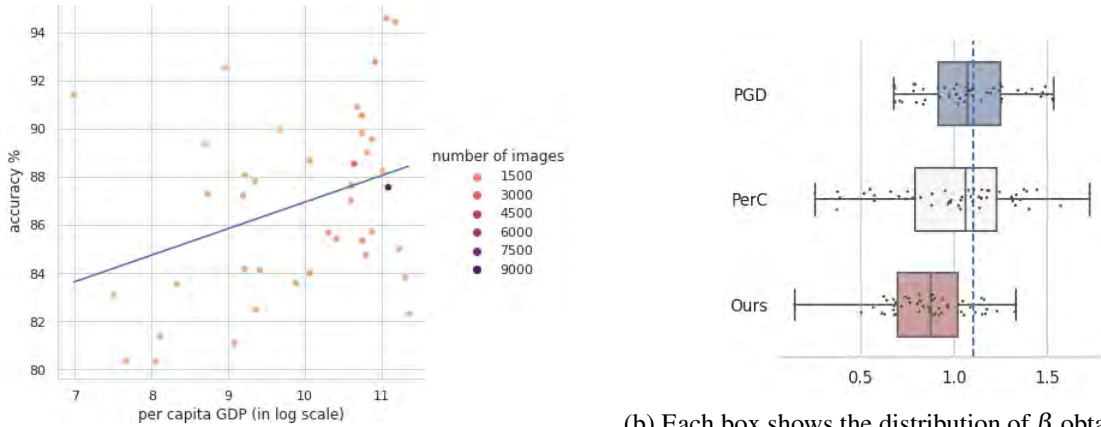 94
92
90
88
86
84
82
80
accuracy %
7 8 9 10 11
per capita GDP (in log scale)
number of images
1500
3000
4500
6000
7500
9000
PGD
PerC
Ours
0.5 1.0 1.5
(b) Each box shows the distribution of β obta